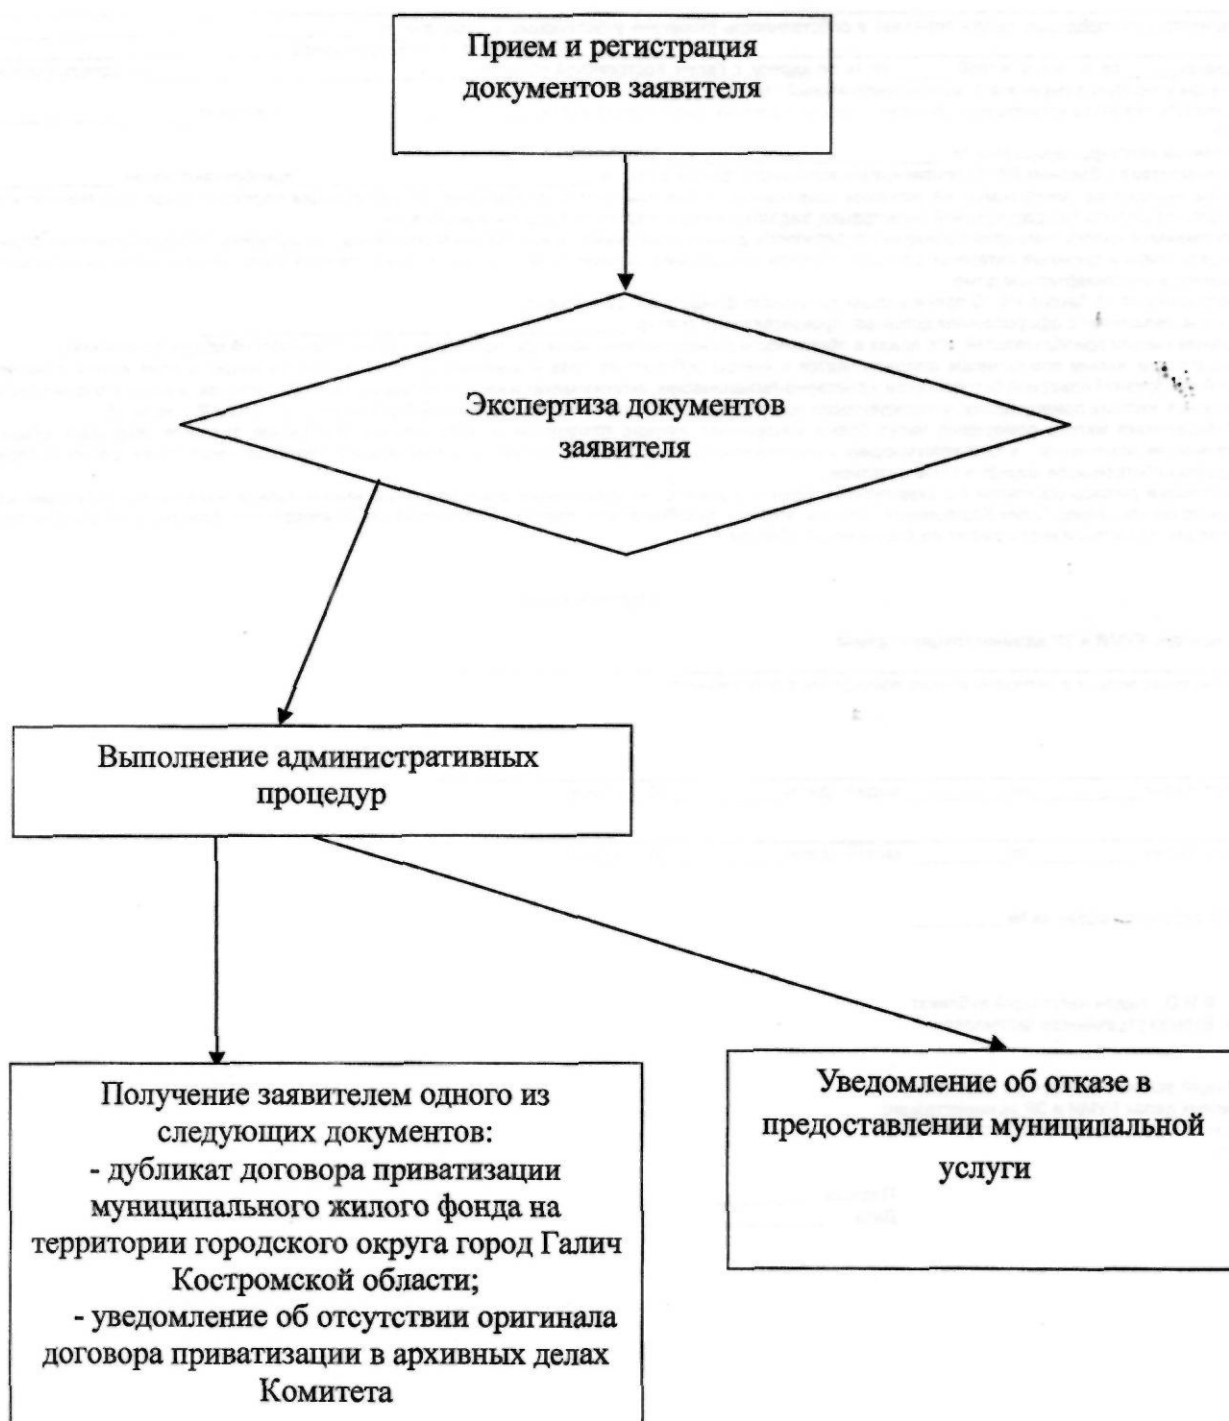 Прием и регистрация
документов заявителя
Экспертиза документов
заявителя
Выполнение административных
процедур
Получение заявителем одного из
следующих документов:
- дубликат договора приватизации
муниципального жилого фонда на
территории городского округа город Галич
Костромской области;
- уведомление об отсутствии оригинала
договора приватизации в архивных делах
Комитета
Уведомление об отказе в
предоставлении муниципальной
услуги